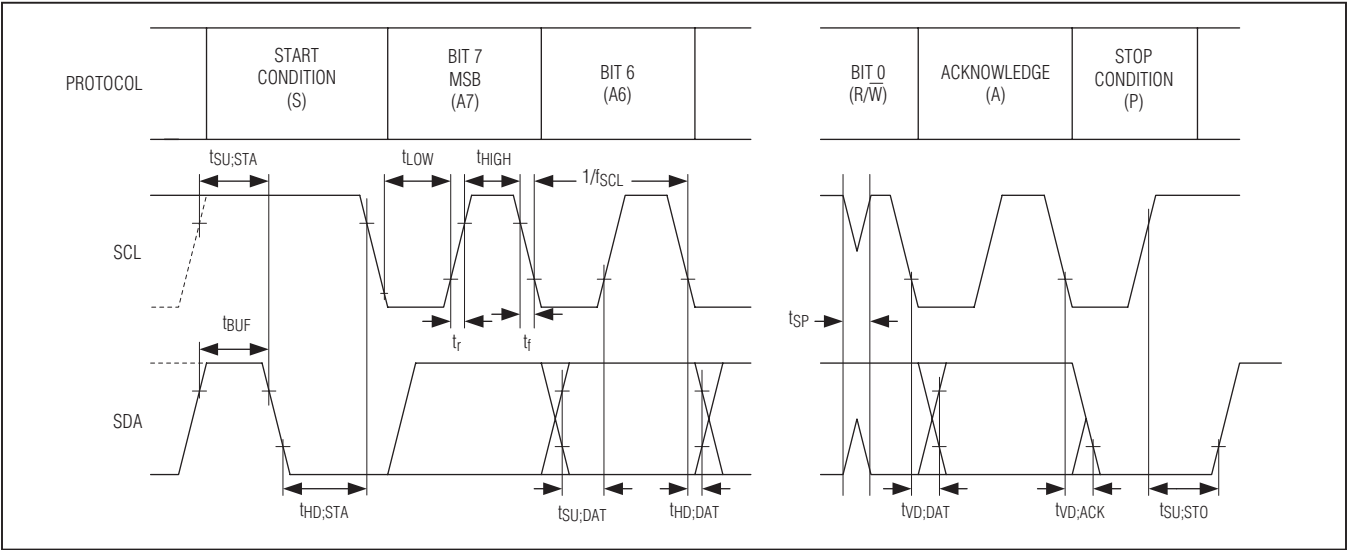 PROTOCOL
START
CONDITION
(S)
BIT 7
MSB
(A7)
BIT 6
(A6)
BIT 0
(R/W̅)
ACKNOWLEDGE
(A)
STOP
CONDITION
(P)
tSU;STA
tLOW
tHIGH
1/fSCL
SCL
tBUF
tr
tf
tSP
SDA
tHD;STA
tSU;DAT
tHD;DAT
tVD;DAT
tVD;ACK
tSU;STO